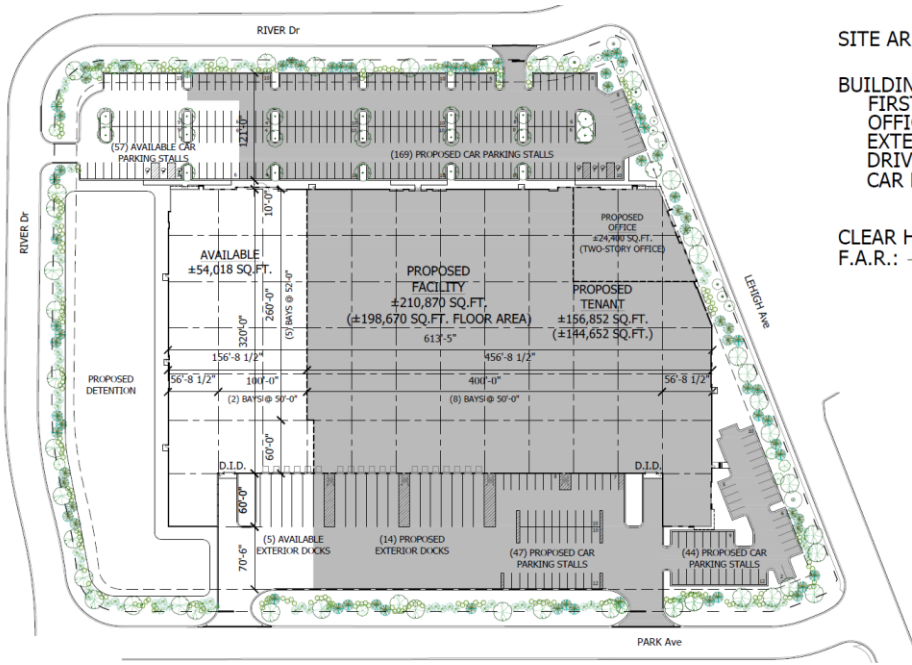 RIVER Dr
SITE AR
BUILDIN
FIRST
OFFIC
EXTE
DRIV
CAR
CLEAR H
F.A.R.: -
(57) AVAILABLE CAR
PARKING STALLS
121'-0"
(169) PROPOSED CAR PARKING STALLS
RIVER Dr
10'-0"
PROPOSED
OFFICE
±24,400 SQ.FT.
(TWO-STORY OFFICE)
AVAILABLE
±54,018 SQ.FT.
PROPOSED
FACILITY
±210,870 SQ.FT.
(±198,670 SQ.FT. FLOOR AREA)
613'-5"
PROPOSED
TENANT
±156,852 SQ.FT.
(±144,652 SQ.FT.)
LEHIGH Ave
320'-0"
260'-0"
(5) BAYS @ 52'-0"
156'-8 1/2"
456'-8 1/2"
PROPOSED
DETENTION
56'-8 1/2"
100'-0"
400'-0"
56'-8 1/2"
(2) BAYS @ 50'-0"
(8) BAYS @ 50'-0"
60'-0"
D.I.D.
D.I.D.
60'-0"
(5) AVAILABLE
EXTERIOR DOCKS
(14) PROPOSED
EXTERIOR DOCKS
(47) PROPOSED CAR
PARKING STALLS
(44) PROPOSED CAR
PARKING STALLS
70'-6"
PARK Ave